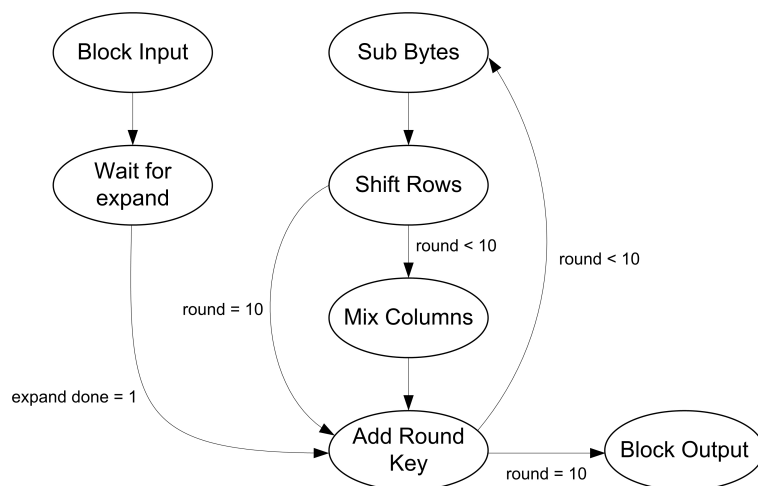 Block Input
Sub Bytes
Wait for
expand
Shift Rows
round < 10
round < 10
round = 10
Mix Columns
expand done = 1
Add Round
Key
Block Output
round = 10